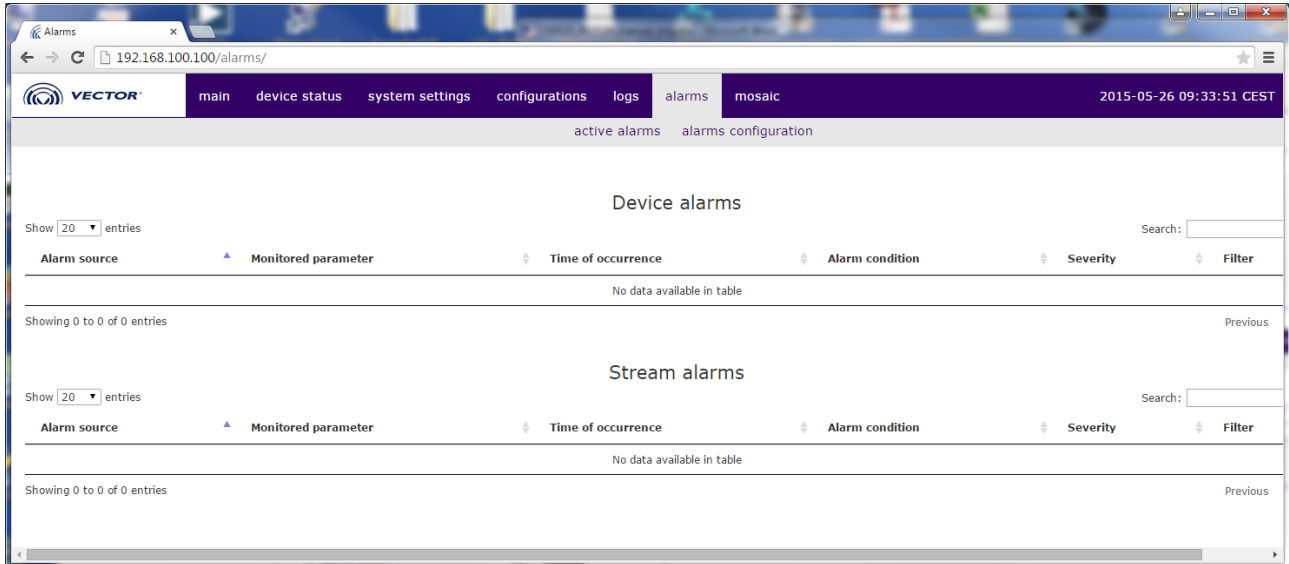 Alarms
192.168.100.100/alarms/
VECTOR main device status system settings configurations logs alarms mosaic 2015-05-26 09:33:51 CEST
active alarms alarms configuration
Device alarms
Show 20 entries Search:
Alarm source Monitored parameter Time of occurrence Alarm condition Severity Filter
No data available in table
Showing 0 to 0 of 0 entries Previous
Stream alarms
Show 20 entries Search:
Alarm source Monitored parameter Time of occurrence Alarm condition Severity Filter
No data available in table
Showing 0 to 0 of 0 entries Previous